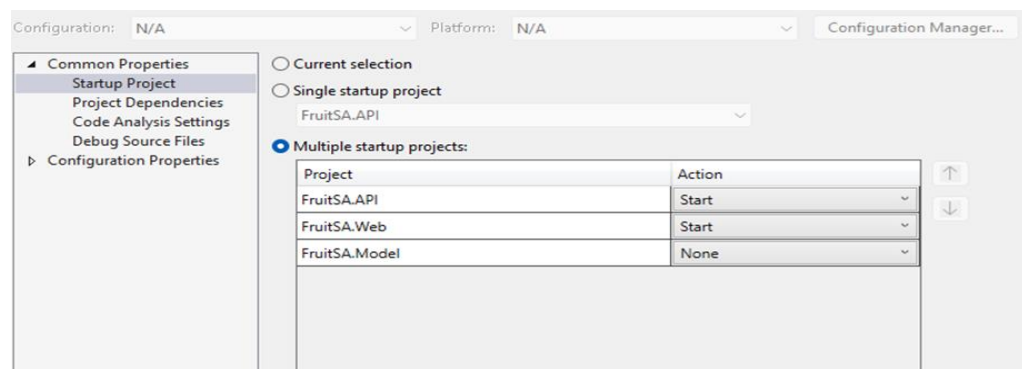 Configuration: N/A Platform: N/A Configuration Manager...
Common Properties
Startup Project
Project Dependencies
Code Analysis Settings
Debug Source Files
Configuration Properties
Current selection
Single startup project
FruitSA.API
Multiple startup projects:
Project Action
FruitSA.API Start
FruitSA.Web Start
FruitSA.Model None